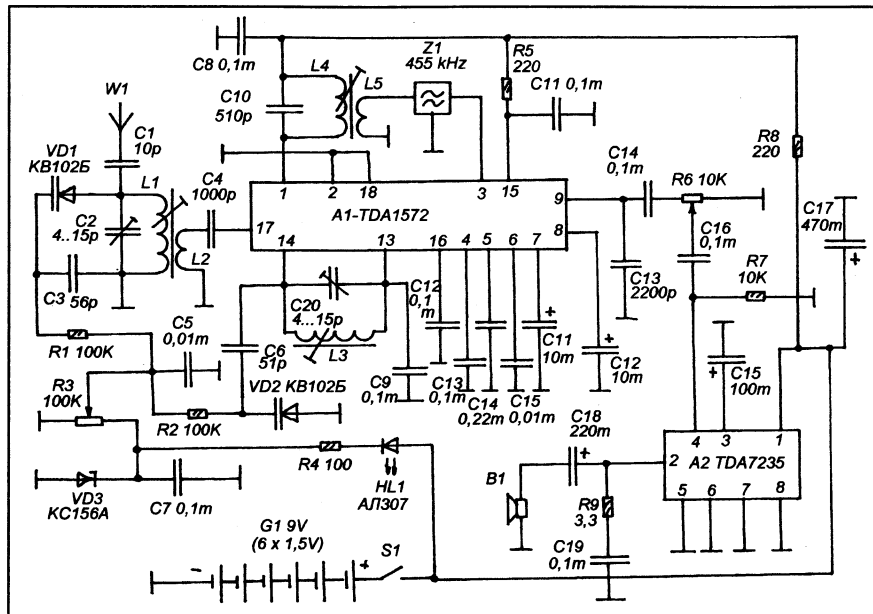 C8 0,1m
L4
L5
Z1
455 kHz
R5
220
C11 0,1m
C10
510p
W1
C1
10p
VD1
КВ102Б
L1
C4
1000p
C2
4..15p
L2
C3
56p
1
2
18
3
15
A1-TDA1572
17
14
13
16
4
5
6
7
9
8
C14
0,1m
R6 10K
R8
220
C17
470m
C16
0,1m
R7
10K
C13
2200p
C20
4...15p
L3
C12
0,1
m
C11
10m
C12
10m
C5
0,01m
C6
51p
R1 100K
R3
100K
VD2 КВ102Б
C9
0,1m
C13
0,1m
C14
0,22m
C15
0,01m
C15
100m
R2 100K
R4 100
HL1
АЛ307
VD3
КС156А
C7 0,1m
C18
220m
B1
R9
3,3
C19
0,1m
4
3
1
2
A2 TDA7235
5
6
7
8
G1 9V
(6 x 1,5V)
S1